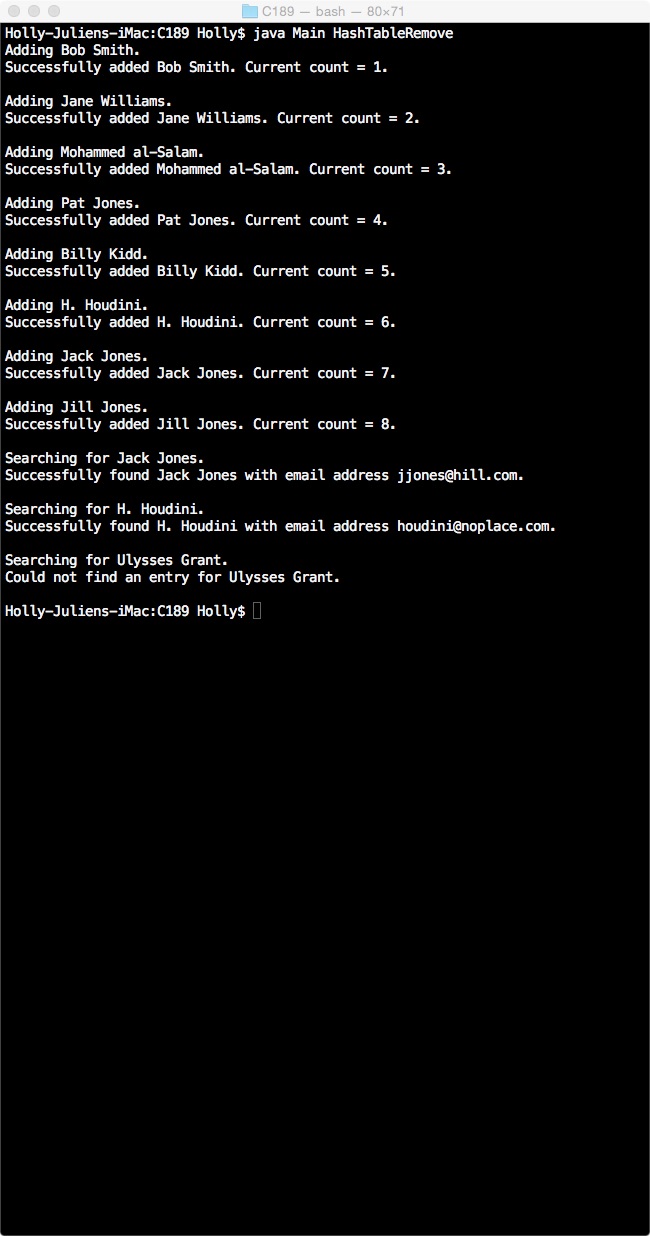 C189 — bash — 80×71
Holly-Juliens-iMac:C189 Holly$ java Main HashTableRemove
Adding Bob Smith.
Successfully added Bob Smith. Current count = 1.
Adding Jane Williams.
Successfully added Jane Williams. Current count = 2.
Adding Mohammed al-Salam.
Successfully added Mohammed al-Salam. Current count = 3.
Adding Pat Jones.
Successfully added Pat Jones. Current count = 4.
Adding Billy Kidd.
Successfully added Billy Kidd. Current count = 5.
Adding H. Houdini.
Successfully added H. Houdini. Current count = 6.
Adding Jack Jones.
Successfully added Jack Jones. Current count = 7.
Adding Jill Jones.
Successfully added Jill Jones. Current count = 8.
Searching for Jack Jones.
Successfully found Jack Jones with email address jjones@hill.com.
Searching for H. Houdini.
Successfully found H. Houdini with email address houdini@noplace.com.
Searching for Ulysses Grant.
Could not find an entry for Ulysses Grant.
Holly-Juliens-iMac:C189 Holly$